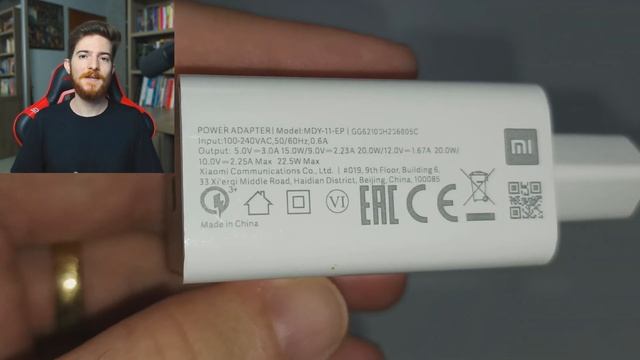 POWER ADAPTER | Model:MDY-11-EP | GG62105H2S6805C
Input:100-240VAC,50/60Hz,0.6A
Output: 5.0V⎓3.0A 15.0W/9.0V⎓2.23A 20.0W/12.0V⎓1.67A 20.0W/
10.0V⎓2.25A Max 22.5W Max
Xiaomi Communications Co., Ltd. | #019, 9th Floor, Building 6,
33 Xi'erqi Middle Road, Haidian District, Beijing, China, 100085
3+
VI
EAC CE
Made in China
mi